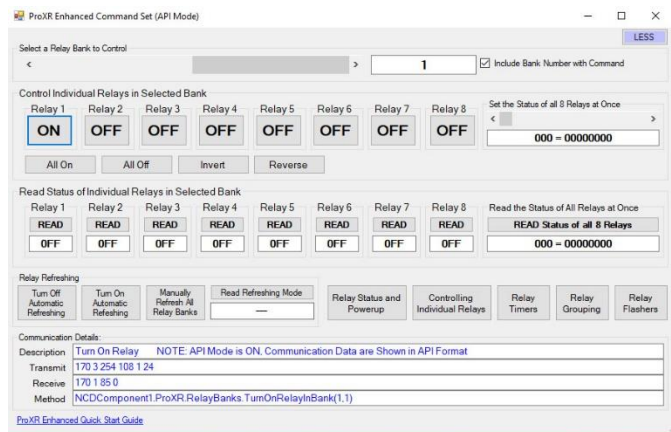 ProXR Enhanced Command Set (API Mode)
LESS
Select a Relay Bank to Control
< > 1 Include Bank Number with Command
Control Individual Relays in Selected Bank
Relay 1 Relay 2 Relay 3 Relay 4 Relay 5 Relay 6 Relay 7 Relay 8 Set the Status of all 8 Relays at Once
ON OFF OFF OFF OFF OFF OFF OFF < >
000 = 00000000
All On All Off Invert Reverse
Read Status of Individual Relays in Selected Bank
Relay 1 Relay 2 Relay 3 Relay 4 Relay 5 Relay 6 Relay 7 Relay 8 Read the Status of All Relays at Once
READ READ READ READ READ READ READ READ READ Status of all 8 Relays
OFF OFF OFF OFF OFF OFF OFF OFF 000 = 00000000
Relay Refreshing
Turn Off Automatic Refreshing
Turn On Automatic Refeshing
Manually Refresh All Relay Banks
Read Refreshing Mode
—
Relay Status and Powerup
Controlling Individual Relays
Relay Timers
Relay Grouping
Relay Flashers
Communication Details:
Description Turn On Relay NOTE: API Mode is ON, Communication Data are Shown in API Format
Transmit 170 3 254 108 1 24
Receive 170 1 85 0
Method NCDComponent1.ProXR.RelayBanks.TurnOnRelayInBank(1,1)
ProXR Enhanced Quick Start Guide